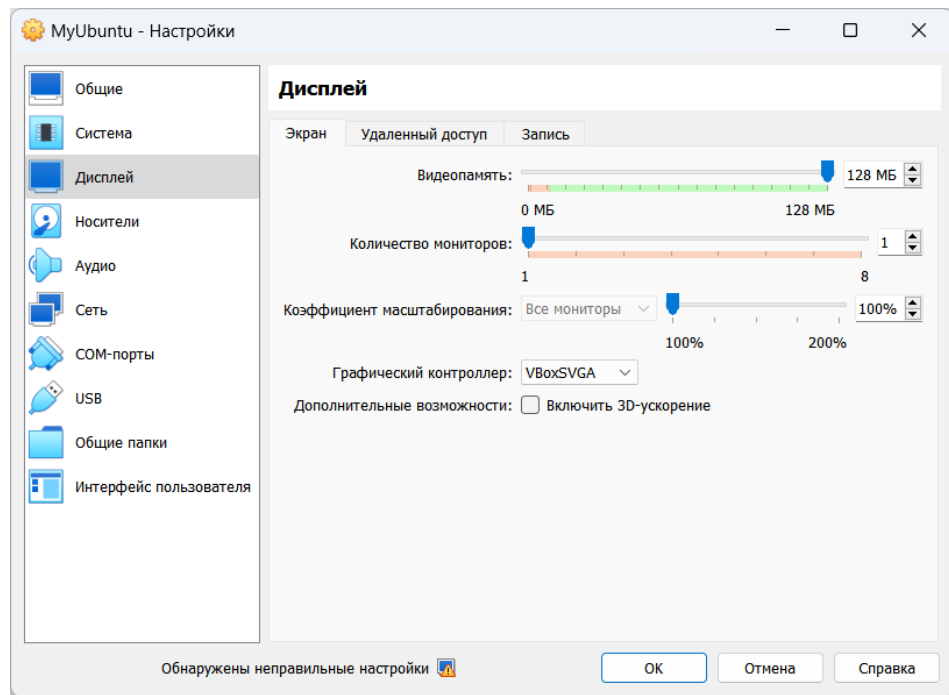 MyUbuntu - Настройки
Общие
Система
Дисплей
Носители
Аудио
Сеть
COM-порты
USB
Общие папки
Интерфейс пользователя
Дисплей
Экран Удаленный доступ Запись
Видеопамять: 128 МБ
0 МБ 128 МБ
Количество мониторов: 1
1 8
Коэффициент масштабирования: Все мониторы 100%
100% 200%
Графический контроллер: VBoxSVGA
Дополнительные возможности: Включить 3D-ускорение
Обнаружены неправильные настройки OK Отмена Справка